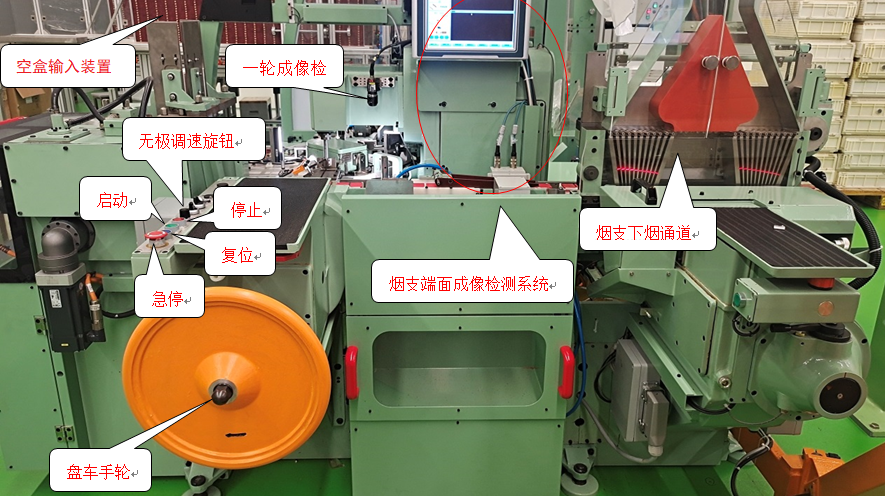 空盒输入装置
一轮成像检
无极调速旋钮
启动
停止
烟支下烟通道
复位
烟支端面成像检测系统
急停
盘车手轮